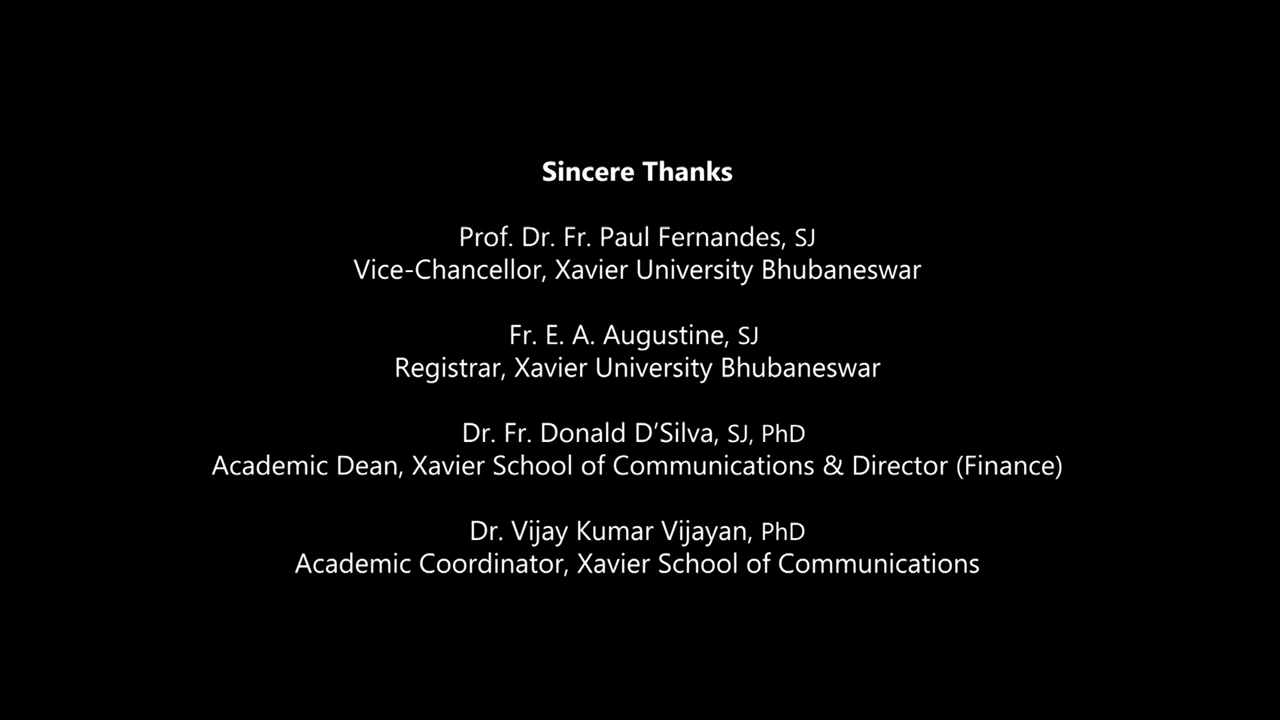 Sincere Thanks
Prof. Dr. Fr. Paul Fernandes, SJ
Vice-Chancellor, Xavier University Bhubaneswar
Fr. E. A. Augustine, SJ
Registrar, Xavier University Bhubaneswar
Dr. Fr. Donald D’Silva, SJ, PhD
Academic Dean, Xavier School of Communications & Director (Finance)
Dr. Vijay Kumar Vijayan, PhD
Academic Coordinator, Xavier School of Communications